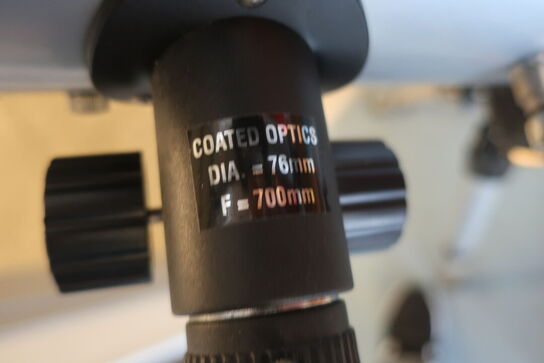 COATED OPTICS
DIA. = 76mm
F = 700mm